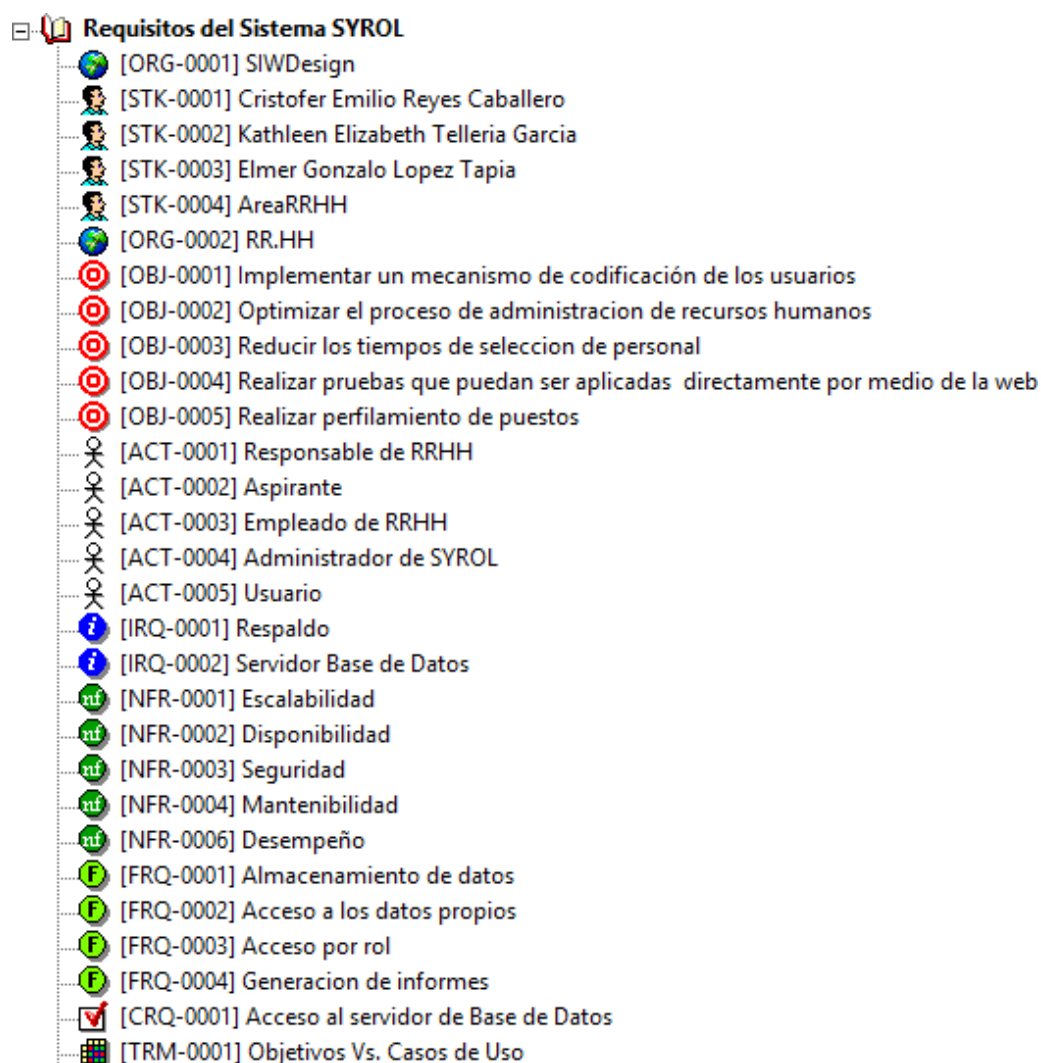 Requisitos del Sistema SYROL
[ORG-0001] SIWDesign
[STK-0001] Cristofer Emilio Reyes Caballero
[STK-0002] Kathleen Elizabeth Telleria Garcia
[STK-0003] Elmer Gonzalo Lopez Tapia
[STK-0004] AreaRRHH
[ORG-0002] RR.HH
[OBJ-0001] Implementar un mecanismo de codificación de los usuarios
[OBJ-0002] Optimizar el proceso de administracion de recursos humanos
[OBJ-0003] Reducir los tiempos de seleccion de personal
[OBJ-0004] Realizar pruebas que puedan ser aplicadas  directamente por medio de la web
[OBJ-0005] Realizar perfilamiento de puestos
[ACT-0001] Responsable de RRHH
[ACT-0002] Aspirante
[ACT-0003] Empleado de RRHH
[ACT-0004] Administrador de SYROL
[ACT-0005] Usuario
i [IRQ-0001] Respaldo
i [IRQ-0002] Servidor Base de Datos
nf [NFR-0001] Escalabilidad
nf [NFR-0002] Disponibilidad
nf [NFR-0003] Seguridad
nf [NFR-0004] Mantenibilidad
nf [NFR-0006] Desempeño
F [FRQ-0001] Almacenamiento de datos
F [FRQ-0002] Acceso a los datos propios
F [FRQ-0003] Acceso por rol
F [FRQ-0004] Generacion de informes
[CRQ-0001] Acceso al servidor de Base de Datos
[TRM-0001] Objetivos Vs. Casos de Uso